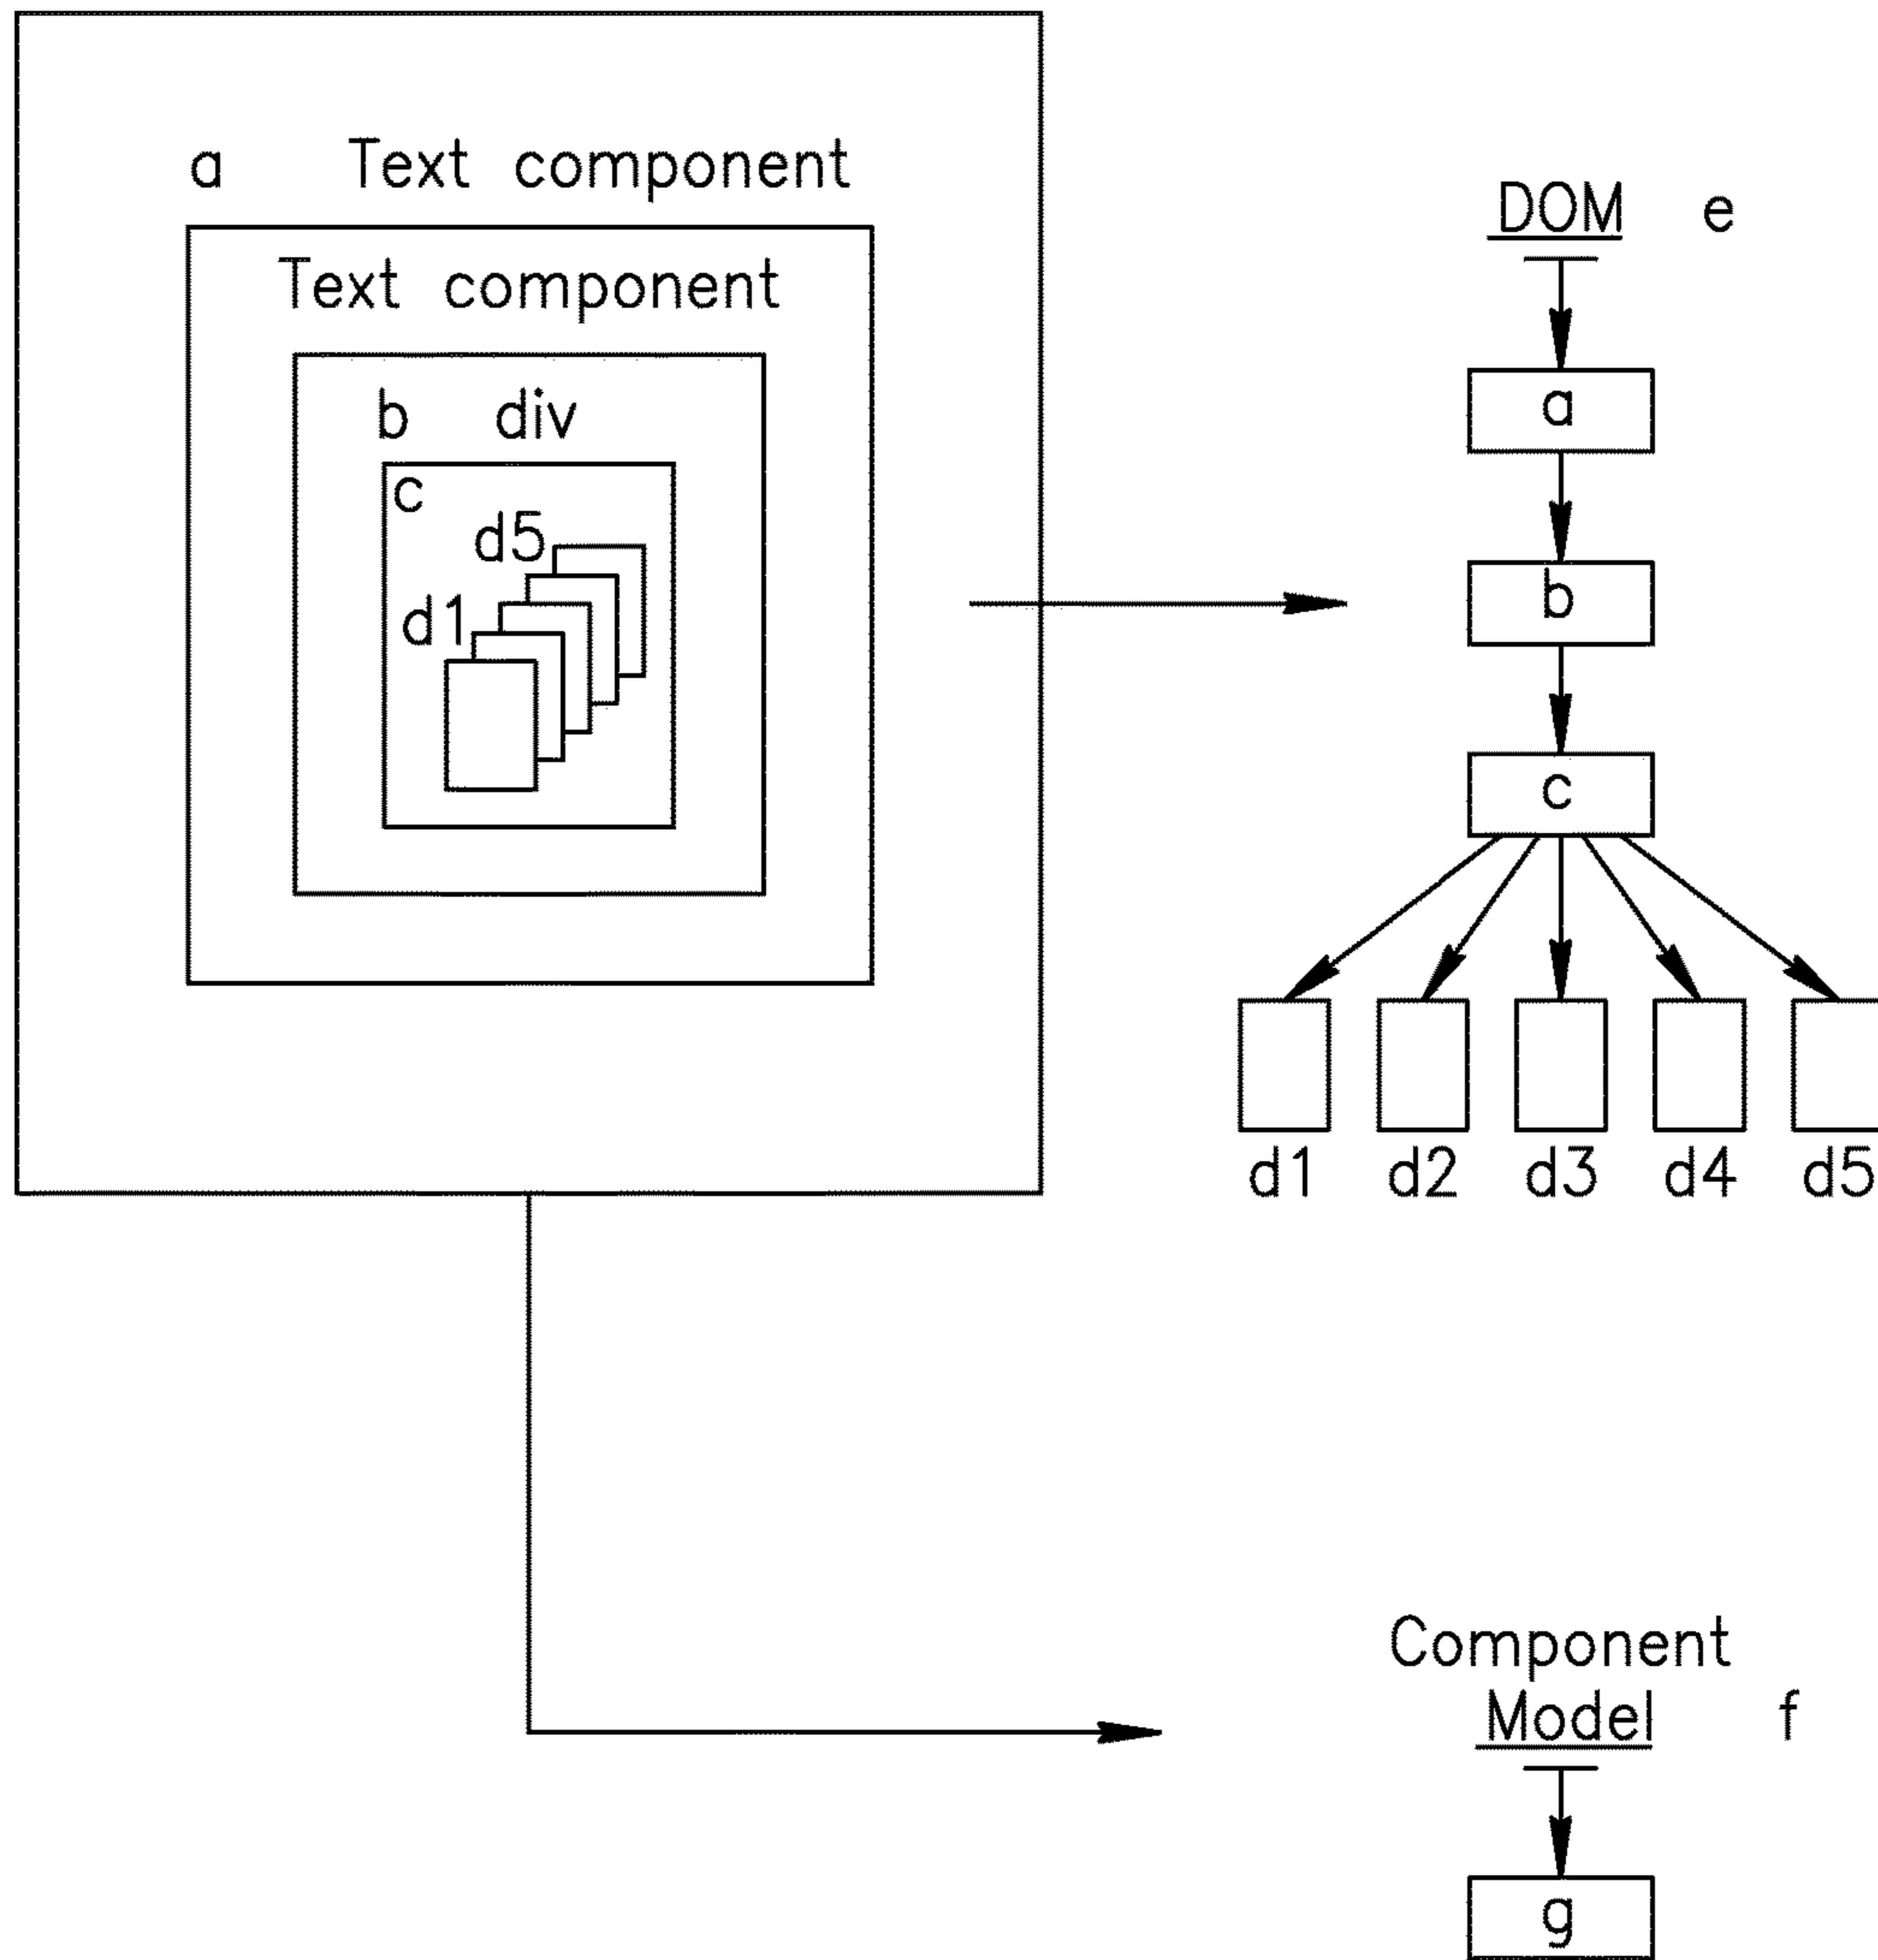 a Text component
Text component
b div
c
d5
d1
DOM e
a
b
c
d1 d2 d3 d4 d5
Component
Model f
g